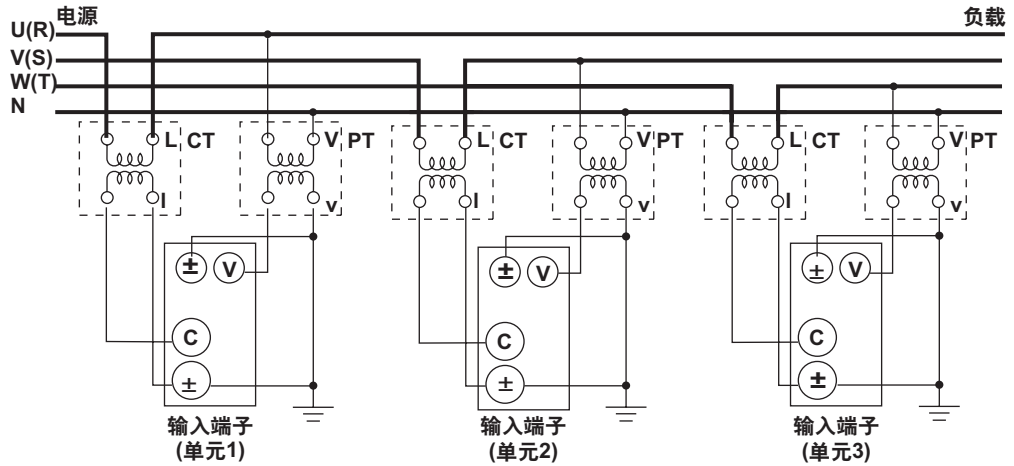 电源
负载
U(R)
V(S)
W(T)
N
L CT
V PT
L CT
V PT
L CT
V PT
l
v
l
v
l
v
± V
± V
± V
C
C
C
±
±
±
输入端子
(单元1)
输入端子
(单元2)
输入端子
(单元3)